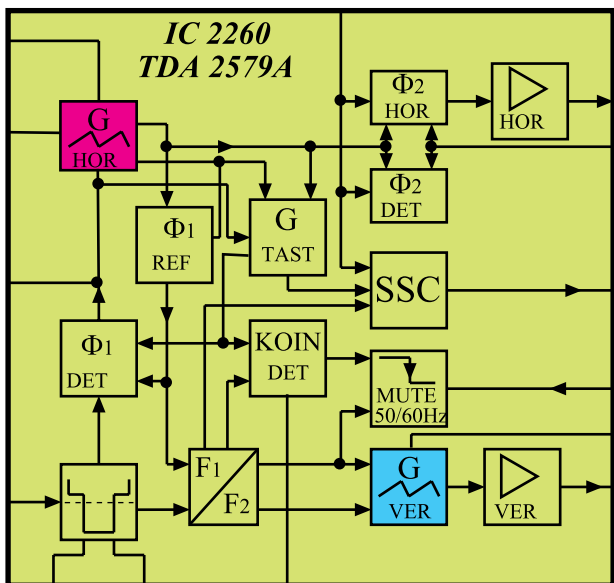 IC 2260
TDA 2579A
G
HOR
Φ2
HOR
HOR
Φ1
REF
G
TAST
Φ2
DET
SSC
Φ1
DET
KOIN
DET
MUTE
50/60Hz
F1
F2
G
VER
VER